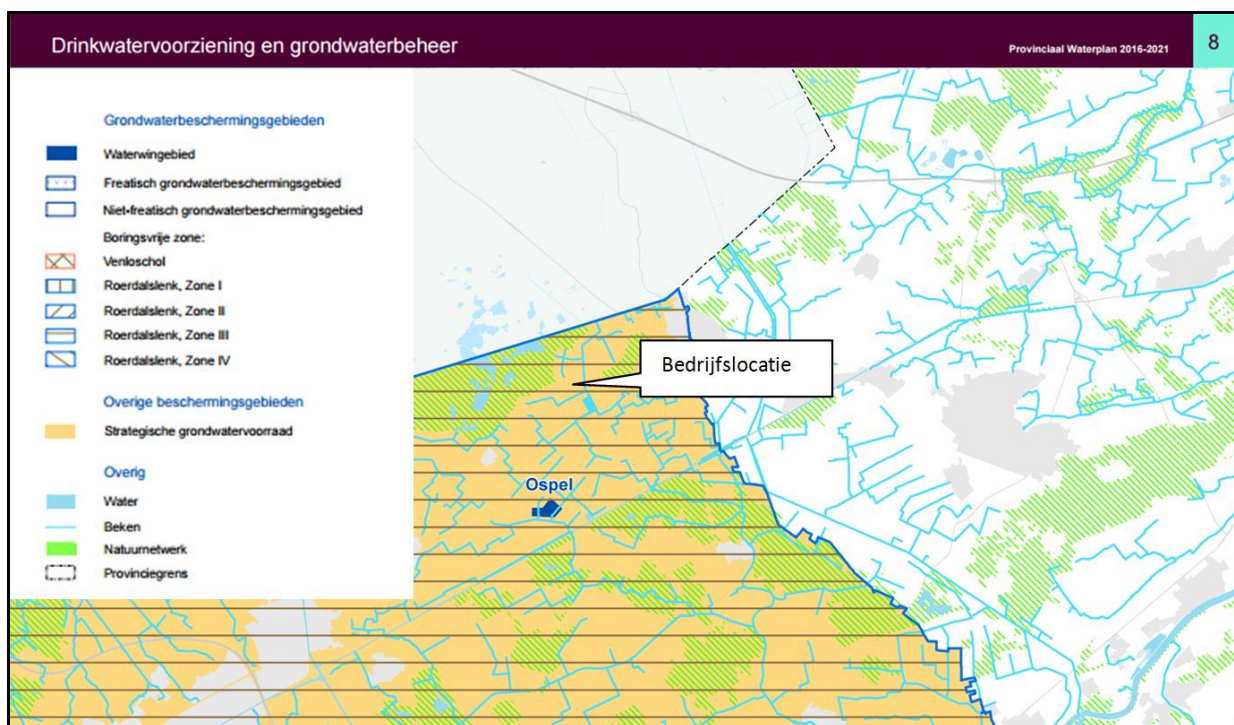 Drinkwatervoorziening en grondwaterbeheer
Provinciaal Waterplan 2016-2021
8
Grondwaterbeschermingsgebieden
Waterwingebied
Freatisch grondwaterbeschermingsgebied
Niet-freatisch grondwaterbeschermingsgebied
Boringsvrije zone:
Venloschol
Roerdalslenk, Zone I
Roerdalslenk, Zone II
Roerdalslenk, Zone III
Roerdalslenk, Zone IV
Overige beschermingsgebieden
Strategische grondwatervoorraad
Overig
Water
Beken
Natuurnetwerk
Provinciegrens
Bedrijfslocatie
Ospel